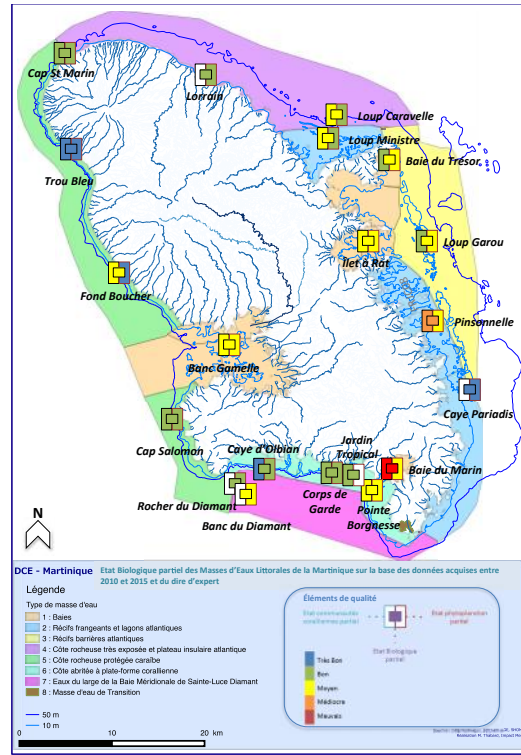 Cap St Marin
Lorrain
Loup Caravelle
Loup Ministre
Baie du Trésor
Trou Bleu
Loup Garou
Ilet à Rat
Fond Boucher
Pinsonnelle
Banc Gamelle
Caye Pariadis
Cap Saloman
Caye d'Olbian
Jardin
Tropical
Baie du Marin
Rocher du Diamant
Corps de
Garde
Pointe
Borgnesse
Banc du Diamant
N
DCE - Martinique Etat Biologique partiel des Masses d'Eaux Littorales de la Martinique sur la base des données acquises entre
2010 et 2015 et du dire d'expert
Légende
Type de masse d'eau
1 : Baies
2 : Récifs frangeants et lagons atlantiques
3 : Récifs barrières atlantiques
4 : Côte rocheuse très exposée et plateau insulaire atlantique
5 : Côte rocheuse protégée caraïbe
6 : Côte abritée à plate-forme corallienne
7 : Eaux du large de la Baie Méridionale de Sainte-Luce Diamant
8 : Masse d'eau de Transition
50 m
10 m
0 10 20
km
Éléments de qualité
Etat communautés
coralliennes partiel
Etat phytoplancton
partiel
Etat Biologique
partiel
Très Bon
Bon
Moyen
Médiocre
Mauvais